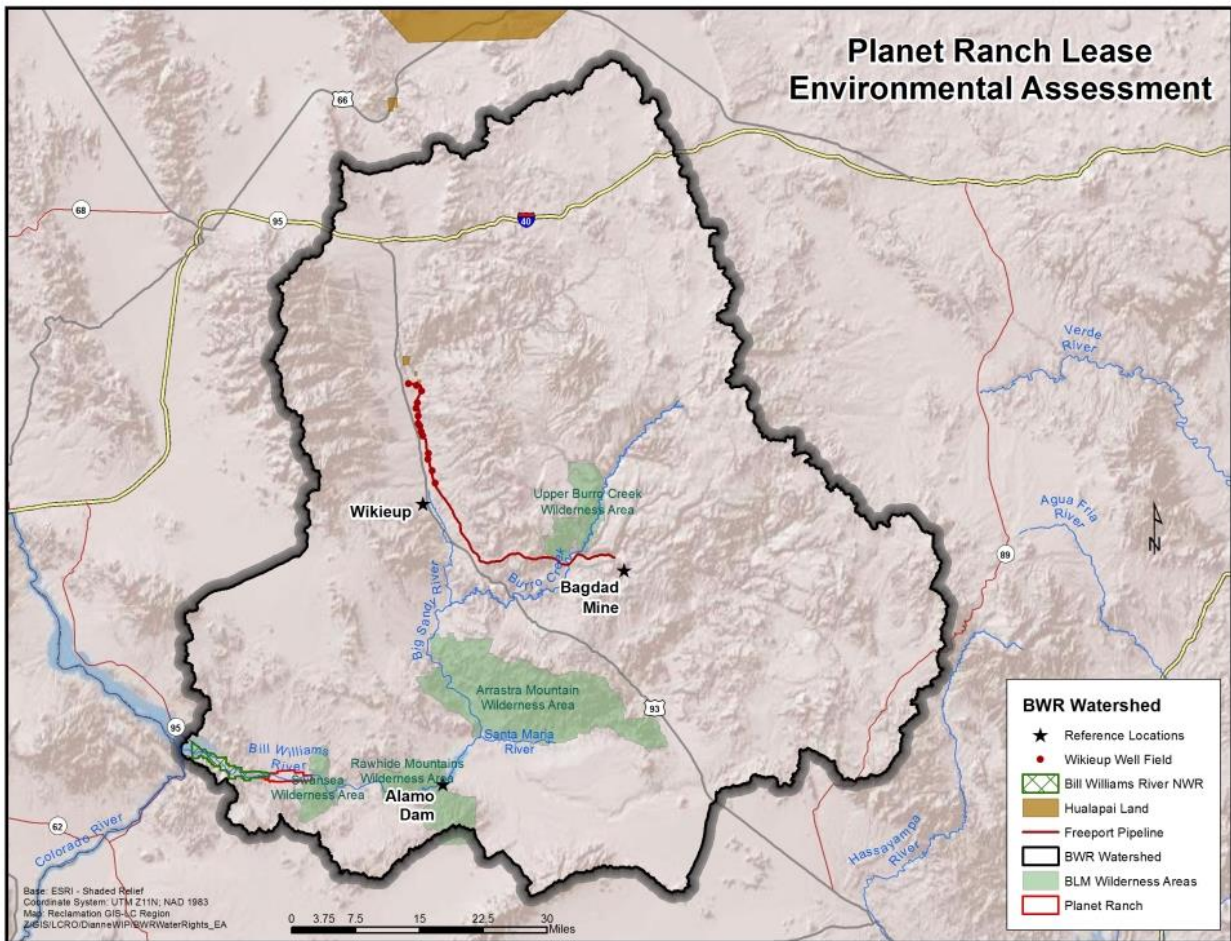 Planet Ranch Lease
Environmental Assessment
66
68
95
40
Verde
River
Upper Burro Creek
Wilderness Area
Wikieup
Agua Fria
River
N
89
Burro Creek
Bagdad
Mine
Big Sandy River
Arrastra Mountain
Wilderness Area
93
Santa Maria
River
95
Bill Williams
River
Rawhide Mountains
Wilderness Area
Swansea
Wilderness Area
Alamo
Dam
62
Colorado River
Hassayampa
River
BWR Watershed
Reference Locations
Wikieup Well Field
Bill Williams River NWR
Hualapai Land
Freeport Pipeline
BWR Watershed
BLM Wilderness Areas
Planet Ranch
Base: ESRI - Shaded Relief
Coordinate System: UTM Z11N; NAD 1983
Map: Reclamation GIS-LC Region
Z/GIS/LCRO/DianneWIP/BWRWaterRights_EA
0 3.75 7.5 15 22.5 30
Miles